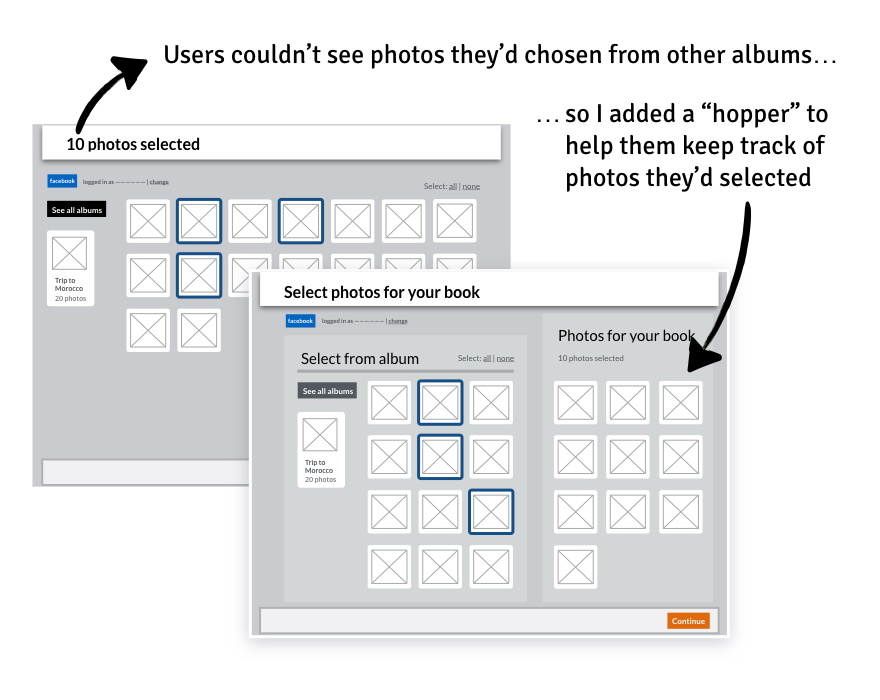 Users couldn’t see photos they’d chosen from other albums...
... so I added a “hopper” to
help them keep track of
photos they’d selected
10 photos selected
facebook logged in as – – – – – – | change
Select: all | none
See all albums
Trip to
Morocco
20 photos
Select photos for your book
facebook logged in as – – – – – – | change
Photos for your book
10 photos selected
Select from album
Select: all | none
See all albums
Trip to
Morocco
20 photos
Continue